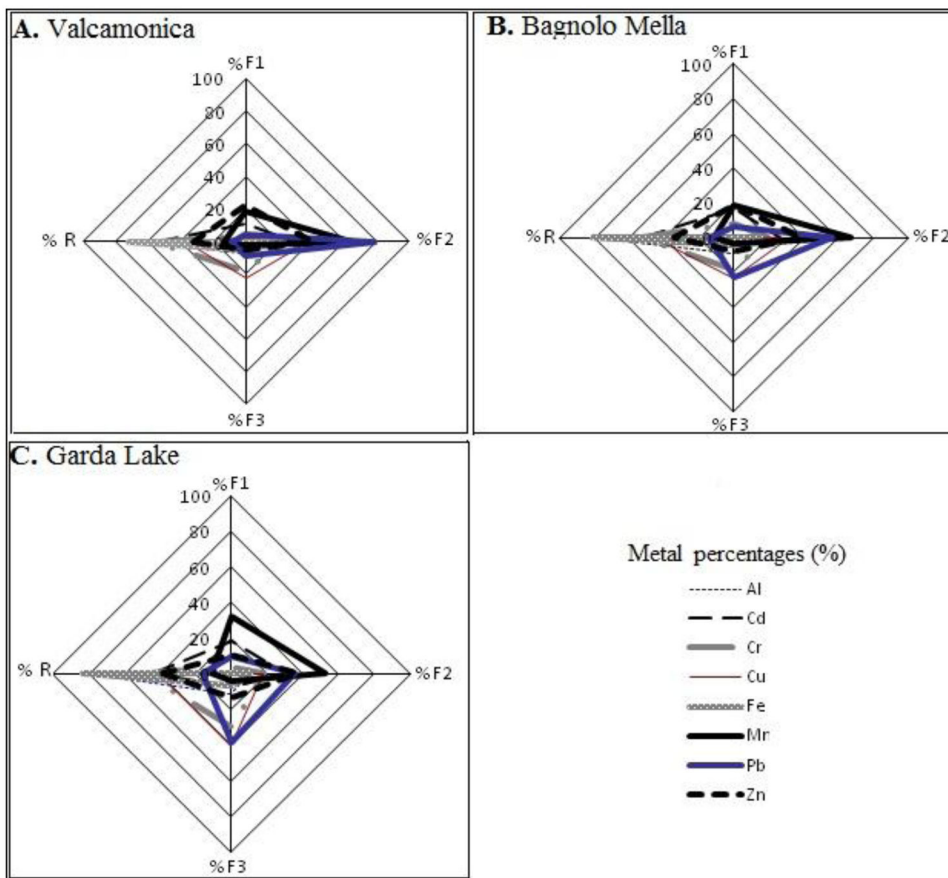 A. Valcamonica
%F1
100
80
60
40
20
% R
%F2
%F3
B. Bagnolo Mella
%F1
100
80
60
40
20
% R
%F2
%F3
C. Garda Lake
%F1
100
80
60
40
20
% R
%F2
%F3
Metal percentages (%)
Al
Cd
Cr
Cu
Fe
Mn
Pb
Zn